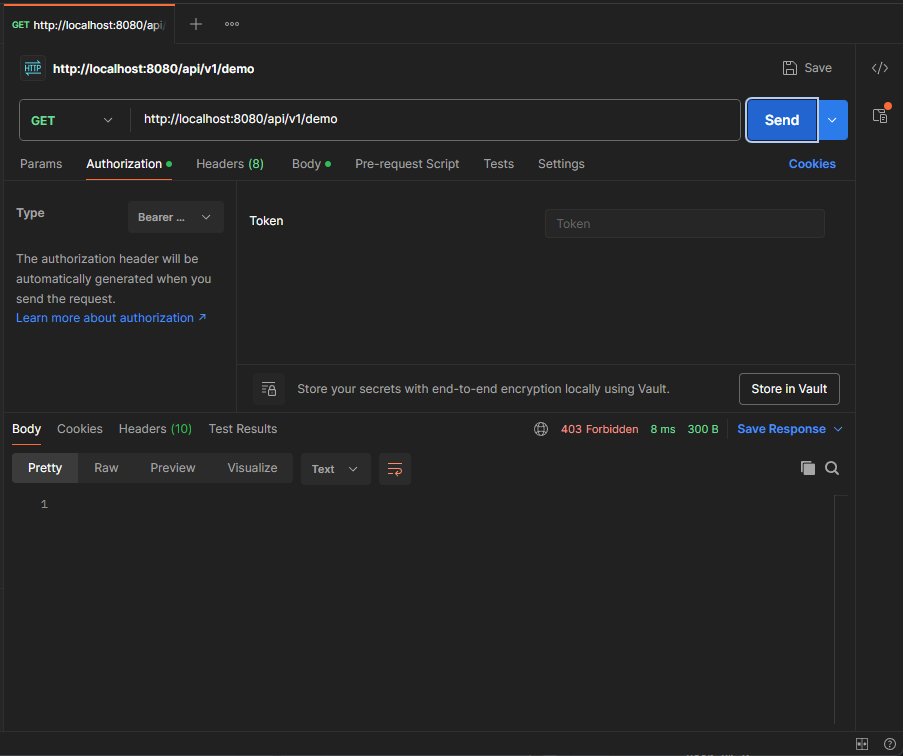 GET http://localhost:8080/api/
HTTP http://localhost:8080/api/v1/demo Save
GET http://localhost:8080/api/v1/demo Send
Params Authorization Headers (8) Body Pre-request Script Tests Settings Cookies
Type Bearer ... Token Token
The authorization header will be
automatically generated when you
send the request.
Learn more about authorization ↗
Store your secrets with end-to-end encryption locally using Vault. Store in Vault
Body Cookies Headers (10) Test Results 403 Forbidden 8 ms 300 B Save Response
Pretty Raw Preview Visualize Text
1